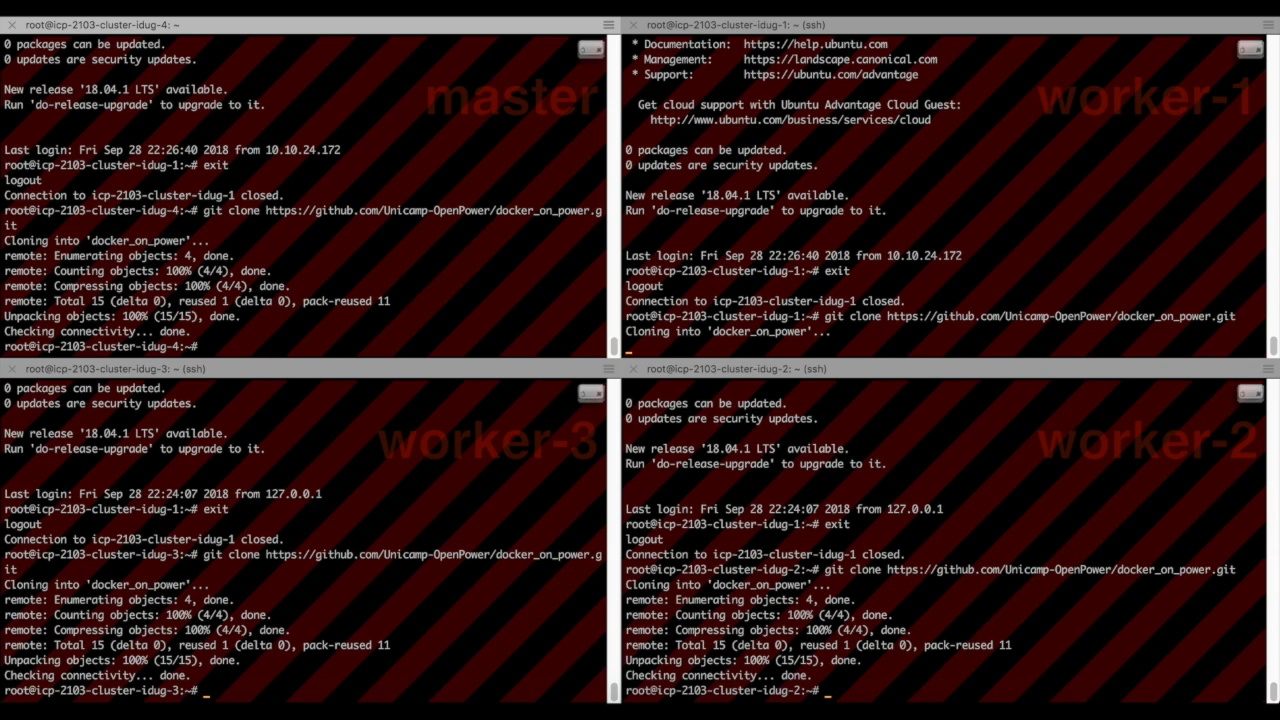 root@icp-2103-cluster-idug-4: ~
0 packages can be updated.
0 updates are security updates.
New release '18.04.1 LTS' available.
Run 'do-release-upgrade' to upgrade to it.
master
Last login: Fri Sep 28 22:26:40 2018 from 10.10.24.172
root@icp-2103-cluster-idug-1:~# exit
logout
Connection to icp-2103-cluster-idug-1 closed.
root@icp-2103-cluster-idug-4:~# git clone https://github.com/Unicamp-OpenPower/docker_on_power.g
it
Cloning into 'docker_on_power'...
remote: Enumerating objects: 4, done.
remote: Counting objects: 100% (4/4), done.
remote: Compressing objects: 100% (4/4), done.
remote: Total 15 (delta 0), reused 1 (delta 0), pack-reused 11
Unpacking objects: 100% (15/15), done.
Checking connectivity... done.
root@icp-2103-cluster-idug-4:~#
root@icp-2103-cluster-idug-1: ~ (ssh)
* Documentation:  https://help.ubuntu.com
* Management:     https://landscape.canonical.com
* Support:        https://ubuntu.com/advantage
worker-1
Get cloud support with Ubuntu Advantage Cloud Guest:
http://www.ubuntu.com/business/services/cloud
0 packages can be updated.
0 updates are security updates.
New release '18.04.1 LTS' available.
Run 'do-release-upgrade' to upgrade to it.
Last login: Fri Sep 28 22:26:40 2018 from 10.10.24.172
root@icp-2103-cluster-idug-1:~# exit
logout
Connection to icp-2103-cluster-idug-1 closed.
root@icp-2103-cluster-idug-1:~# git clone https://github.com/Unicamp-OpenPower/docker_on_power.git
Cloning into 'docker_on_power'...
root@icp-2103-cluster-idug-3: ~ (ssh)
0 packages can be updated.
0 updates are security updates.
New release '18.04.1 LTS' available.
worker-3
Run 'do-release-upgrade' to upgrade to it.
Last login: Fri Sep 28 22:24:07 2018 from 127.0.0.1
root@icp-2103-cluster-idug-1:~# exit
logout
Connection to icp-2103-cluster-idug-1 closed.
root@icp-2103-cluster-idug-3:~# git clone https://github.com/Unicamp-OpenPower/docker_on_power.g
it
Cloning into 'docker_on_power'...
remote: Enumerating objects: 4, done.
remote: Counting objects: 100% (4/4), done.
remote: Compressing objects: 100% (4/4), done.
remote: Total 15 (delta 0), reused 1 (delta 0), pack-reused 11
Unpacking objects: 100% (15/15), done.
Checking connectivity... done.
root@icp-2103-cluster-idug-3:~#
root@icp-2103-cluster-idug-2: ~ (ssh)
0 packages can be updated.
0 updates are security updates.
worker-2
New release '18.04.1 LTS' available.
Run 'do-release-upgrade' to upgrade to it.
Last login: Fri Sep 28 22:24:07 2018 from 127.0.0.1
root@icp-2103-cluster-idug-1:~# exit
logout
Connection to icp-2103-cluster-idug-1 closed.
root@icp-2103-cluster-idug-2:~# git clone https://github.com/Unicamp-OpenPower/docker_on_power.git
Cloning into 'docker_on_power'...
remote: Enumerating objects: 4, done.
remote: Counting objects: 100% (4/4), done.
remote: Compressing objects: 100% (4/4), done.
remote: Total 15 (delta 0), reused 1 (delta 0), pack-reused 11
Unpacking objects: 100% (15/15), done.
Checking connectivity... done.
root@icp-2103-cluster-idug-2:~#